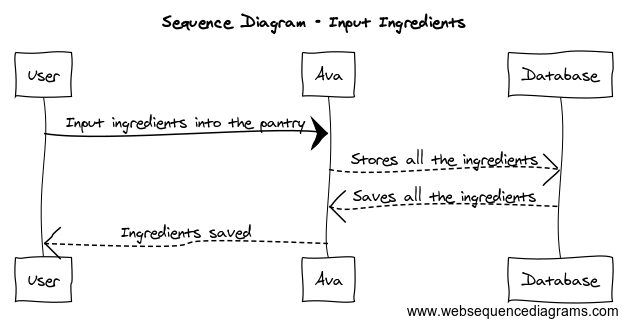 Sequence Diagram - Input Ingredients
User
Ava
Database
Input ingredients into the pantry
Stores all the ingredients
Saves all the ingredients
Ingredients saved
User
Ava
Database
www.websequencediagrams.com